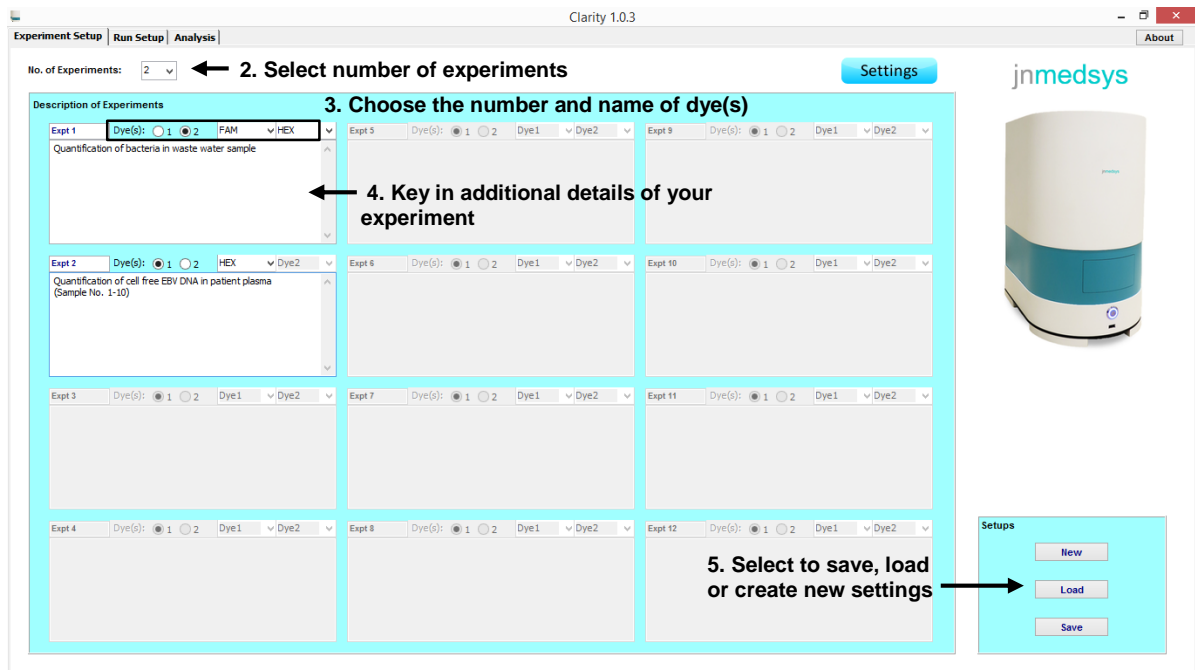 Clarity 1.0.3
Experiment Setup Run Setup Analysis About
No. of Experiments: 2 2. Select number of experiments Settings
jnmedsys
Description of Experiments 3. Choose the number and name of dye(s)
Expt 1 Dye(s): 1 2 FAM HEX
Quantification of bacteria in waste water sample
Expt 5 Dye(s): 1 2 Dye1 Dye2
Expt 9 Dye(s): 1 2 Dye1 Dye2
4. Key in additional details of your
experiment
Expt 2 Dye(s): 1 2 HEX Dye2
Quantification of cell free EBV DNA in patient plasma
(Sample No. 1-10)
Expt 6 Dye(s): 1 2 Dye1 Dye2
Expt 10 Dye(s): 1 2 Dye1 Dye2
Expt 3 Dye(s): 1 2 Dye1 Dye2
Expt 7 Dye(s): 1 2 Dye1 Dye2
Expt 11 Dye(s): 1 2 Dye1 Dye2
Expt 4 Dye(s): 1 2 Dye1 Dye2
Expt 8 Dye(s): 1 2 Dye1 Dye2
Expt 12 Dye(s): 1 2 Dye1 Dye2
5. Select to save, load
or create new settings
Setups
New
Load
Save